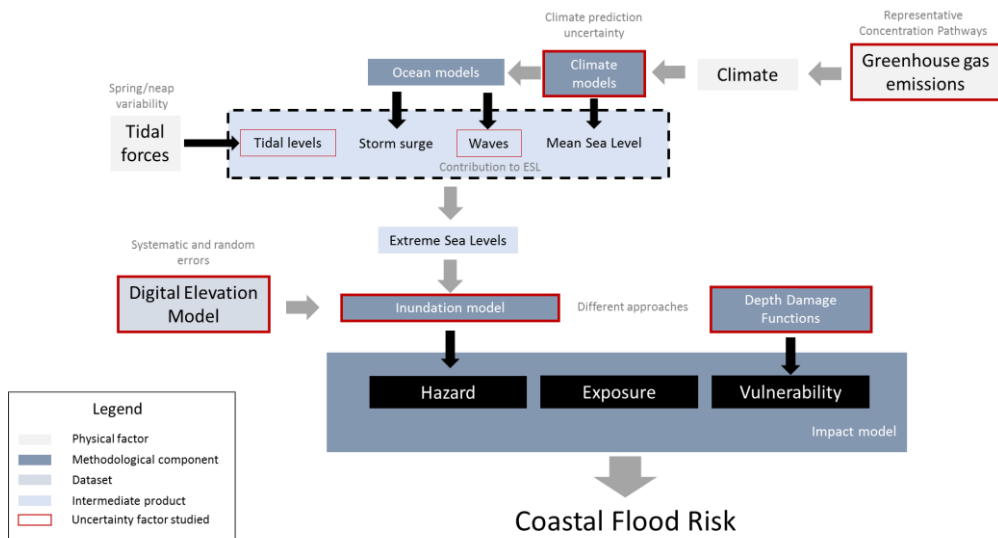 Representative
Concentration Pathways
Climate prediction
uncertainty
Greenhouse gas
emissions
Climate
Climate
models
Ocean models
Spring/neap
variability
Tidal
forces
Tidal levels
Storm surge
Waves
Mean Sea Level
Contribution to ESL
Extreme Sea Levels
Systematic and random
errors
Digital Elevation
Model
Inundation model
Different approaches
Depth Damage
Functions
Hazard
Exposure
Vulnerability
Impact model
Legend
Physical factor
Methodological component
Dataset
Intermediate product
Uncertainty factor studied
Coastal Flood Risk